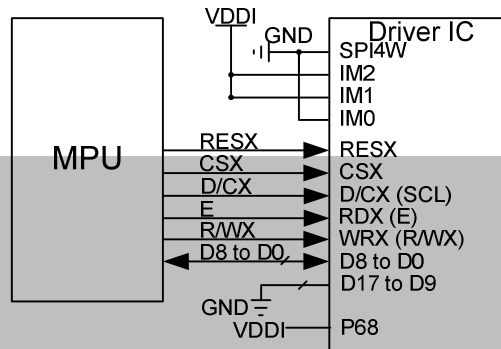 VDDI
GND
Driver IC
SPI4W
IM2
IM1
IM0
MPU
RESX
RESX
CSX
CSX
D/CX
D/CX (SCL)
E
RDX (E)
R/WX
WRX (R/WX)
D8 to D0
D8 to D0
D17 to D9
GND
VDDI
P68